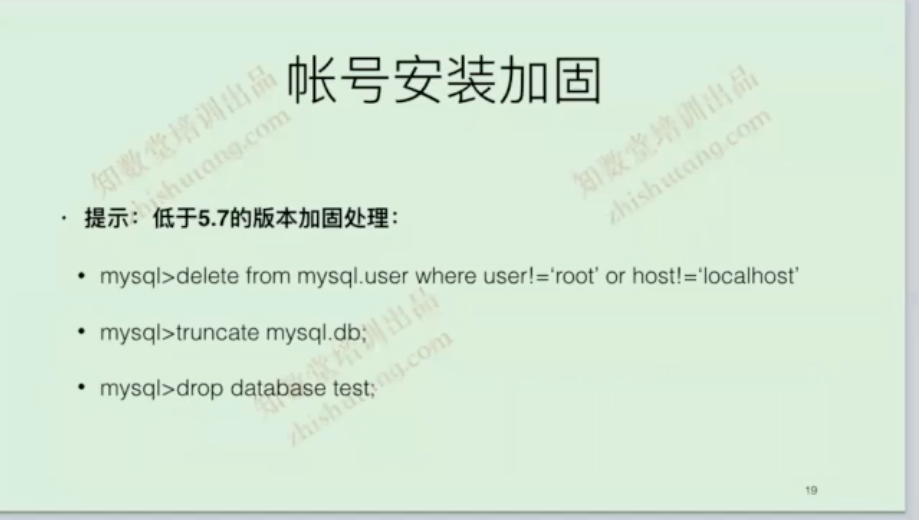 帐号安装加固
知数堂培训出品
zhishutang.com
知数堂培训出品
zhishutang.com
· 提示：低于5.7的版本加固处理：
• mysql>delete from mysql.user where user!=‘root’ or host!=‘localhost’
• mysql>truncate mysql.db;
• mysql>drop database test;
知数堂培训出品
zhishutang.com
19